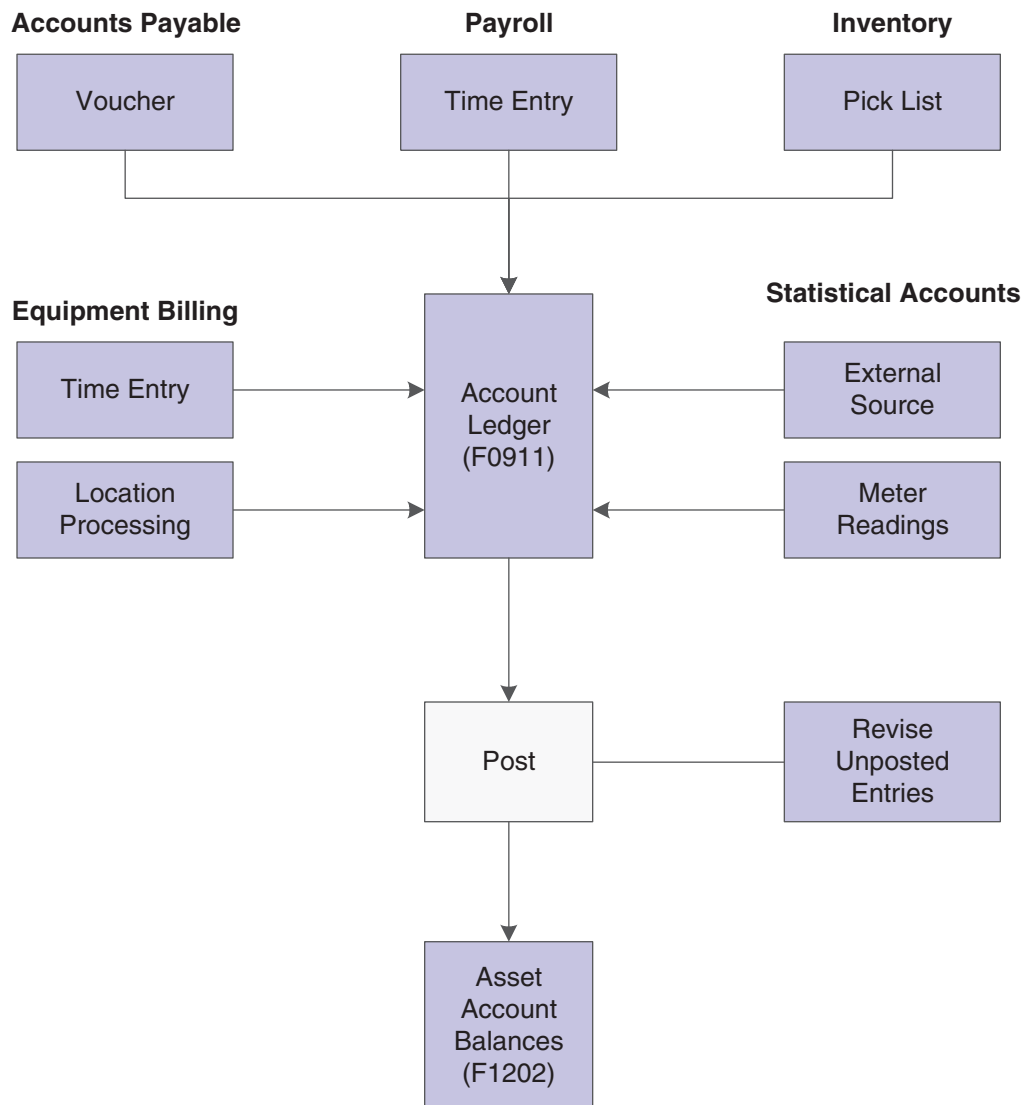 Accounts Payable
Payroll
Inventory
Voucher
Time Entry
Pick List
Equipment Billing
Statistical Accounts
Time Entry
Account
Ledger
(F0911)
External
Source
Location
Processing
Meter
Readings
Post
Revise
Unposted
Entries
Asset
Account
Balances
(F1202)